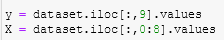 y = dataset.iloc[:,9].values
X = dataset.iloc[:,0:8].values